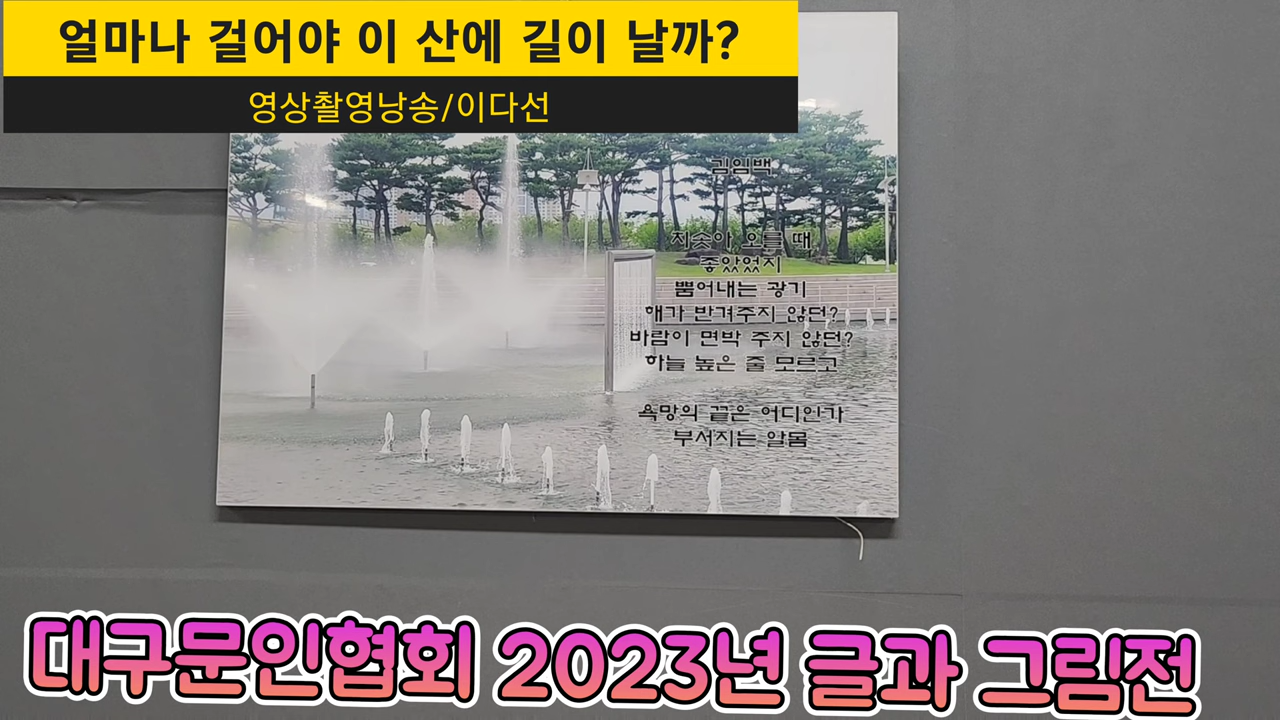 얼마나 걸어야 이 산에 길이 날까?
영상촬영낭송/이다선
김임백
치솟아 오를 때
좋았었지
뿜어내는 광기
해가 반겨주지 않던?
바람이 면박 주지 않던?
하늘 높은 줄 모르고
욕망의 끝은 어디인가
부서지는 알몸
대구문인협회 2023년 글과 그림전